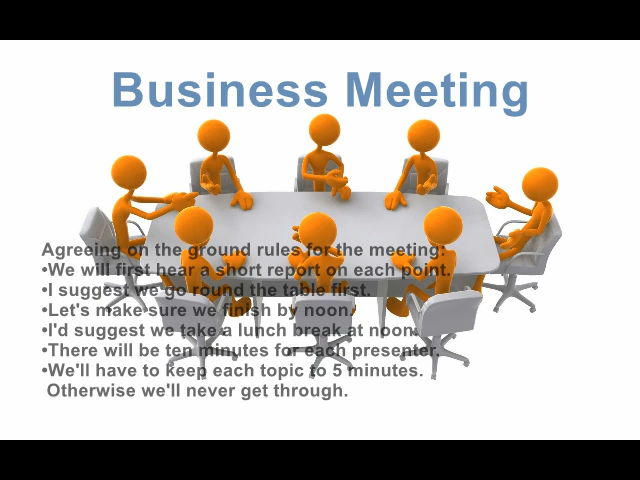 Business Meeting
Agreeing on the ground rules for the meeting:
•We will first hear a short report on each point.
•I suggest we go round the table first.
•Let's make sure we finish by noon.
•I'd suggest we take a lunch break at noon.
•There will be ten minutes for each presenter.
•We'll have to keep each topic to 5 minutes.
Otherwise we'll never get through.